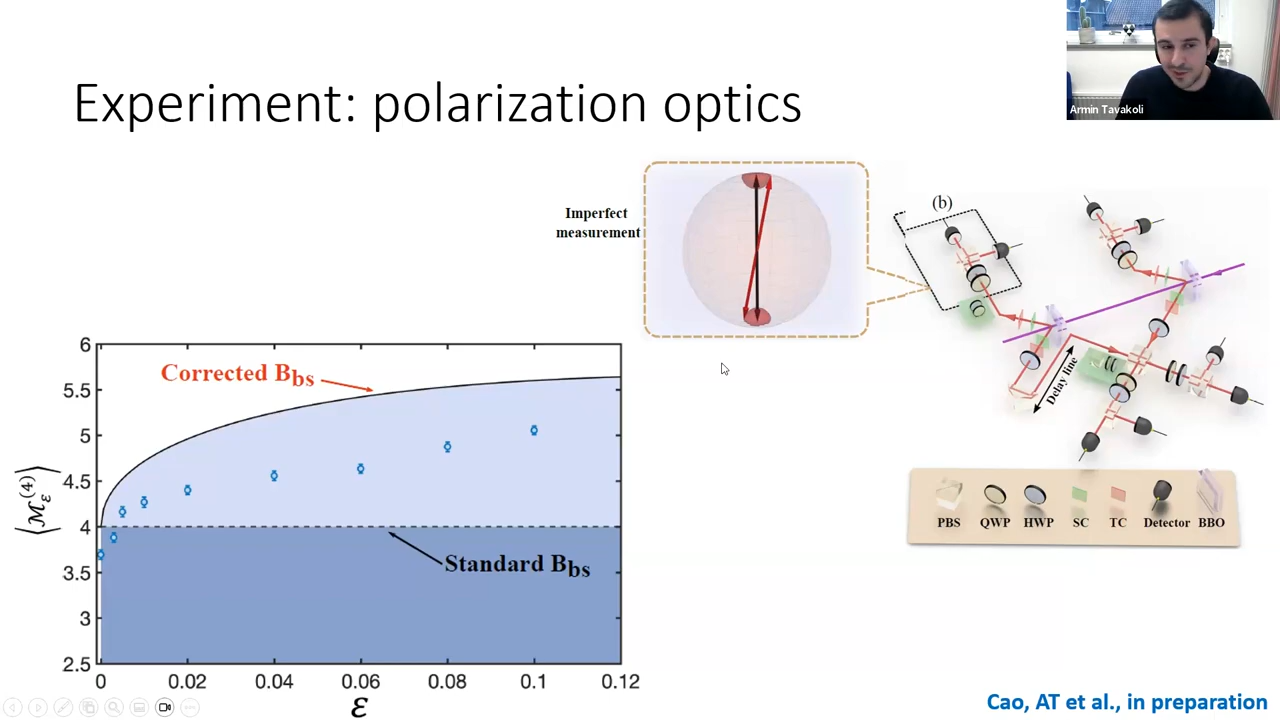 Armin Tavakoli
Experiment: polarization optics
Imperfect
measurement
(b)
Delay line
PBS QWP HWP SC TC Detector BBO
6
5.5
5
4.5
4
3.5
3
2.5
⟨ℳ_ε^(4)⟩
Corrected B_bs
Standard B_bs
0 0.02 0.04 0.06 0.08 0.1 0.12
ε
Cao, AT et al., in preparation